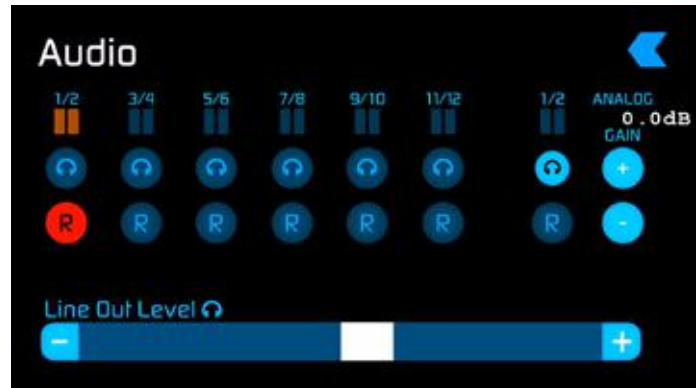 Audio
1/2 3/4 5/6 7/8 9/10 11/12 1/2 ANALOG
0.0dB
GAIN
+
R R R R R R R -
Line Out Level
- +